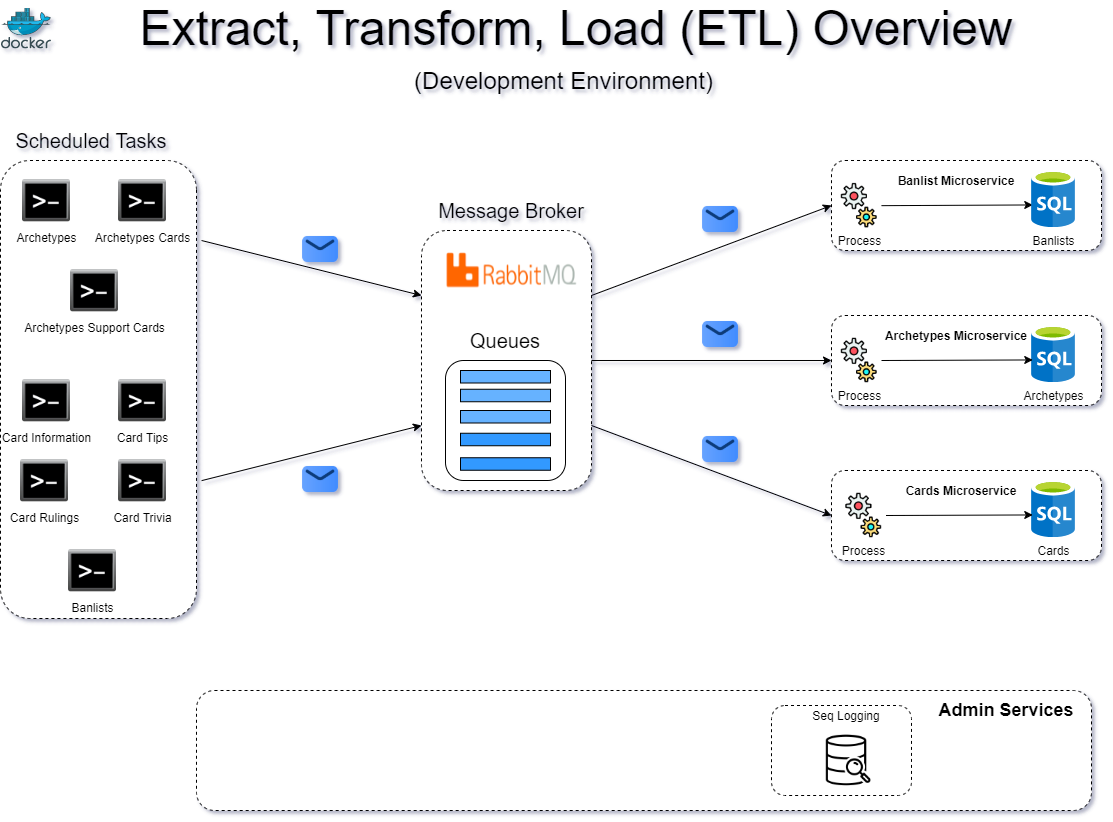 docker
Extract, Transform, Load (ETL) Overview
(Development Environment)
Scheduled Tasks
>-
>-
Archetypes
Archetypes Cards
>-
Archetypes Support Cards
>-
>-
Card Information
Card Tips
>-
>-
Card Rulings
Card Trivia
>-
Banlists
Message Broker
RabbitMQ
Queues
Banlist Microservice
SQL
Process
Banlists
Archetypes Microservice
SQL
Process
Archetypes
Cards Microservice
SQL
Process
Cards
Seq Logging
Admin Services